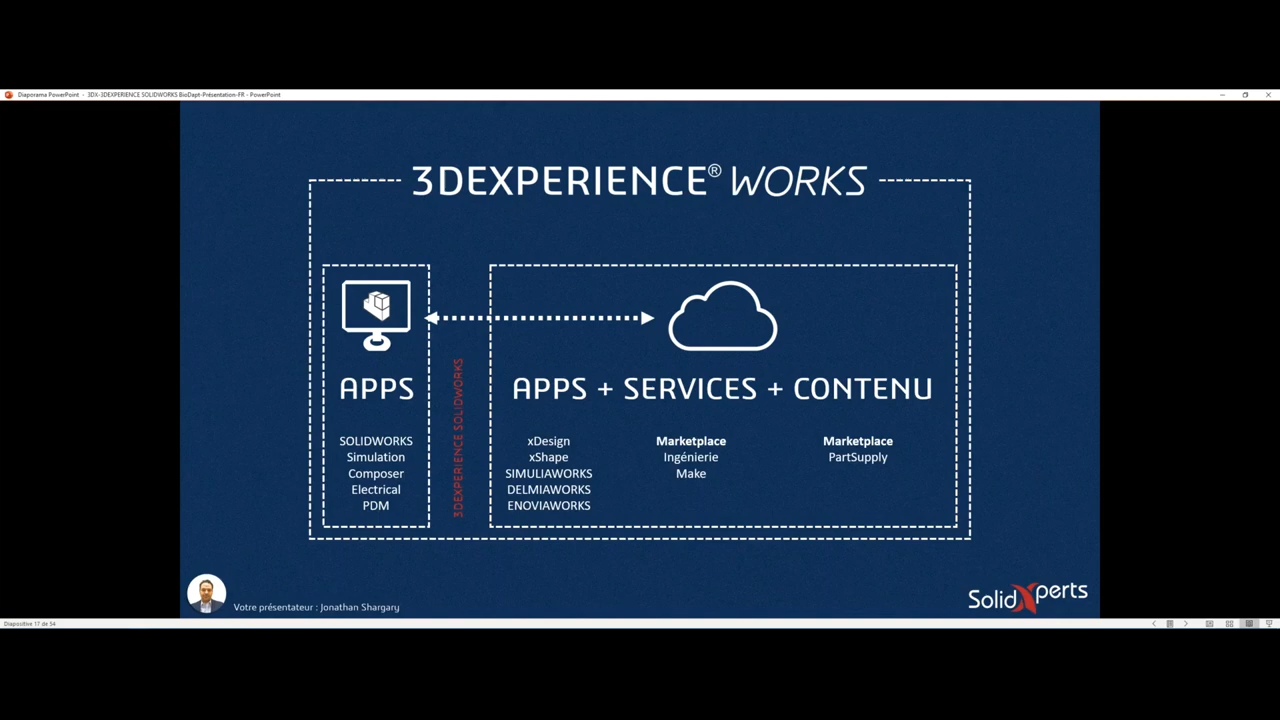 Diaporama PowerPoint - 3DX-3DEXPERIENCE SOLIDWORKS BioDapt-Présentation-FR - PowerPoint
3DEXPERIENCE® WORKS
APPS
SOLIDWORKS
Simulation
Composer
Electrical
PDM
3DEXPERIENCE SOLIDWORKS
APPS + SERVICES + CONTENU
xDesign
xShape
SIMULIAWORKS
DELMIAWORKS
ENOVIAWORKS
Marketplace
Ingénierie
Make
Marketplace
PartSupply
Votre présentateur : Jonathan Shargary
SolidXperts
Diapositive 17 de 54